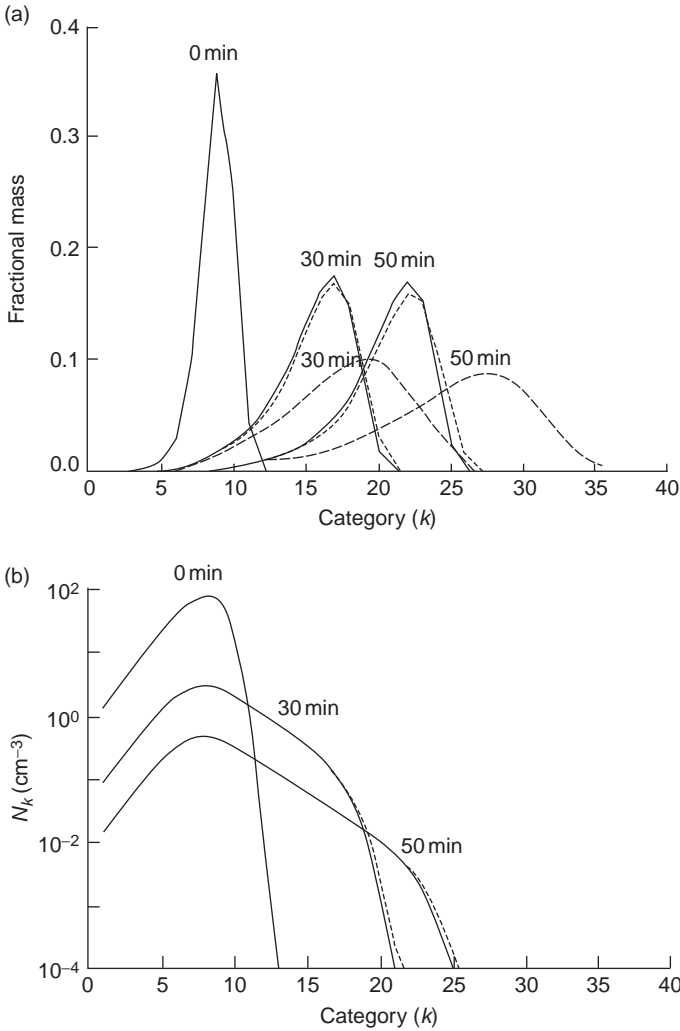 (a)
0.4
0 min
0.3
Fractional mass
0.2
30 min 50 min
0.1
30 min 50 min
0.0
0 5 10 15 20 25 30 35 40
Category (k)
(b)
0 min
10²
30 min
10⁰
Nₖ (cm⁻³)
10⁻²
50 min
10⁻⁴
0 5 10 15 20 25 30 35 40
Category (k)